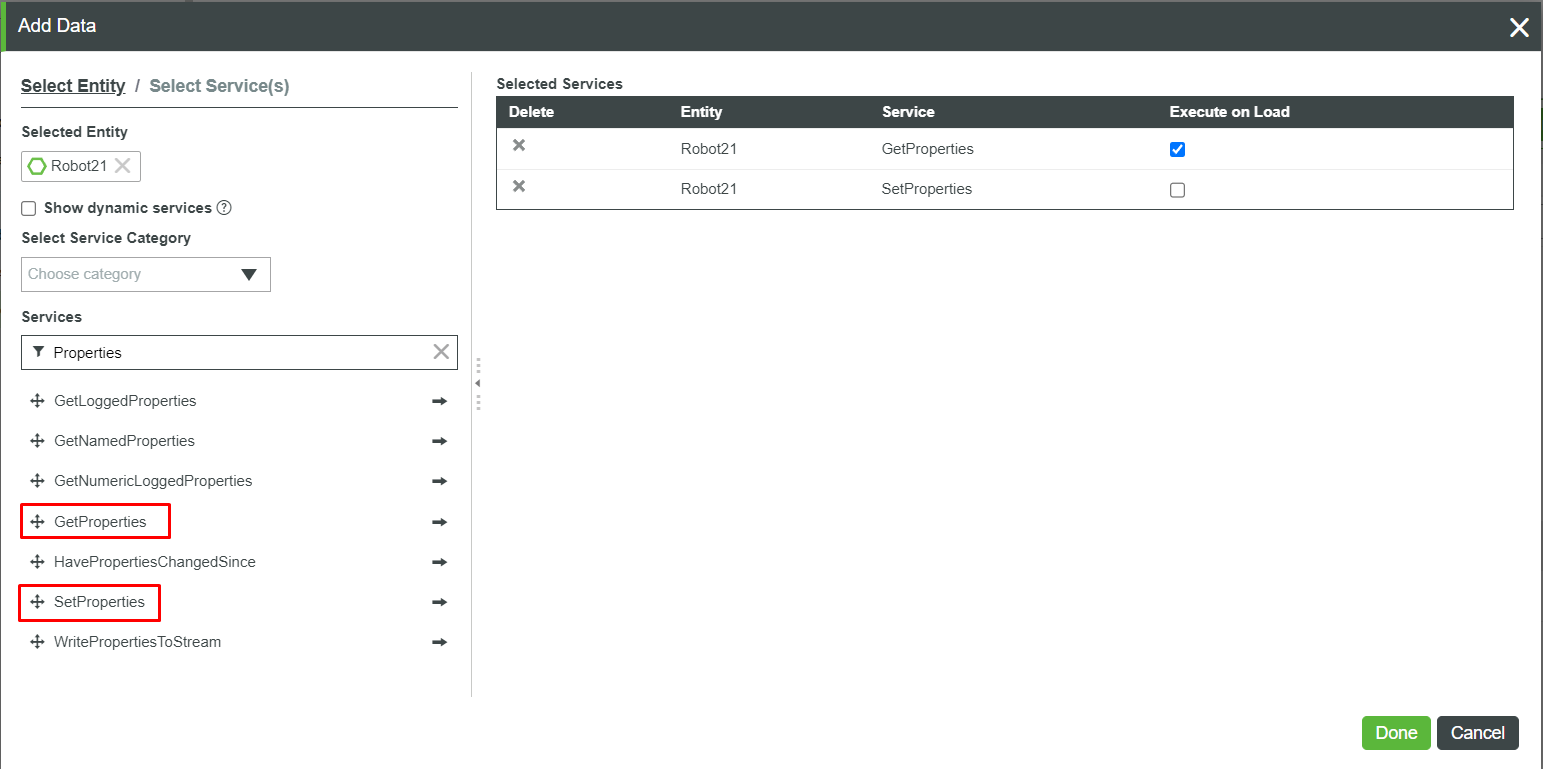 Add Data
Select Entity / Select Service(s)
Selected Entity
Robot21
Show dynamic services ?
Select Service Category
Choose category
Services
Properties
GetLoggedProperties
GetNamedProperties
GetNumericLoggedProperties
GetProperties
HavePropertiesChangedSince
SetProperties
WritePropertiesToStream
Selected Services
Delete Entity Service Execute on Load
Robot21 GetProperties
Robot21 SetProperties
Done Cancel